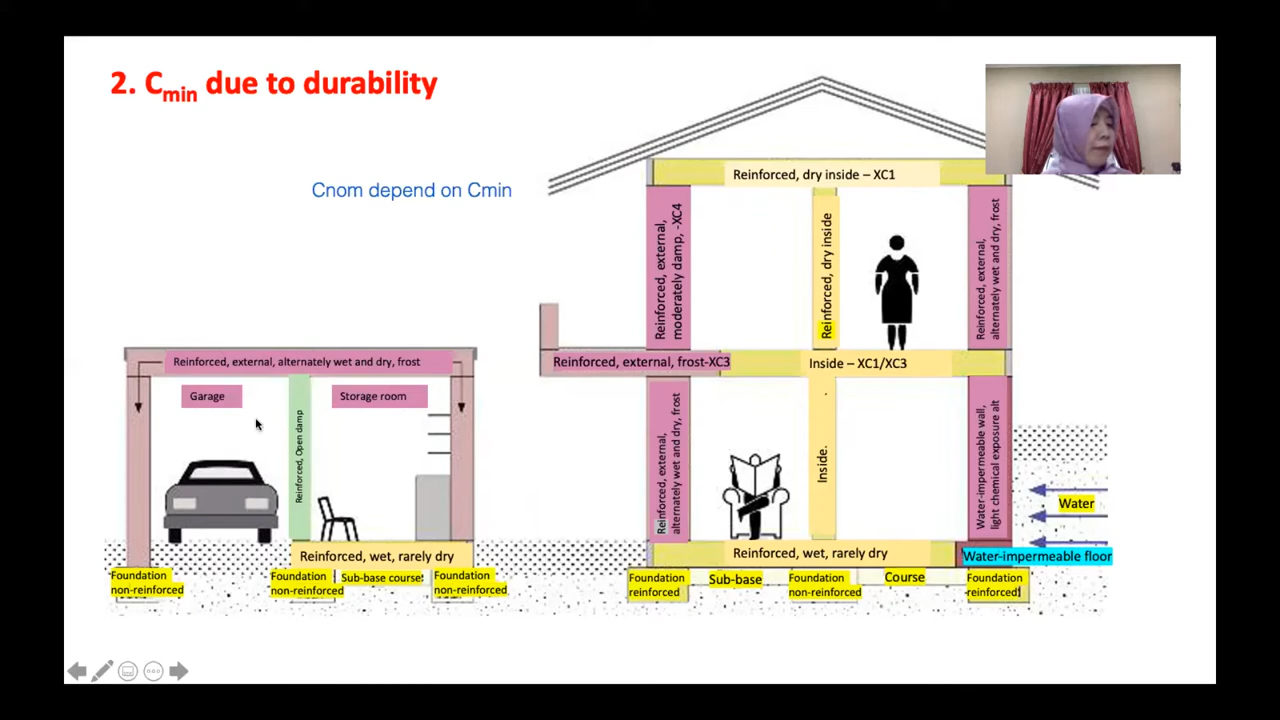 2. Cmin due to durability
Cnom depend on Cmin
Reinforced, dry inside – XC1
Reinforced, external,
moderately damp, -XC4
Reinforced, dry inside
Reinforced, external,
alternately wet and dry, frost
Reinforced, external, frost-XC3
Inside – XC1/XC3
Reinforced, external, alternately wet and dry, frost
Garage
Storage room
Reinforced, Open damp
Reinforced, external,
alternately wet and dry, frost
Inside.
Water-impermeable wall,
light chemical exposure alt
Water
Reinforced, wet, rarely dry
Reinforced, wet, rarely dry
Water-impermeable floor
Foundation
non-reinforced
Foundation
non-reinforced
Sub-base course!
Foundation
non-reinforced
Foundation
reinforced
Sub-base
Foundation
non-reinforced
Course
Foundation
reinforced!